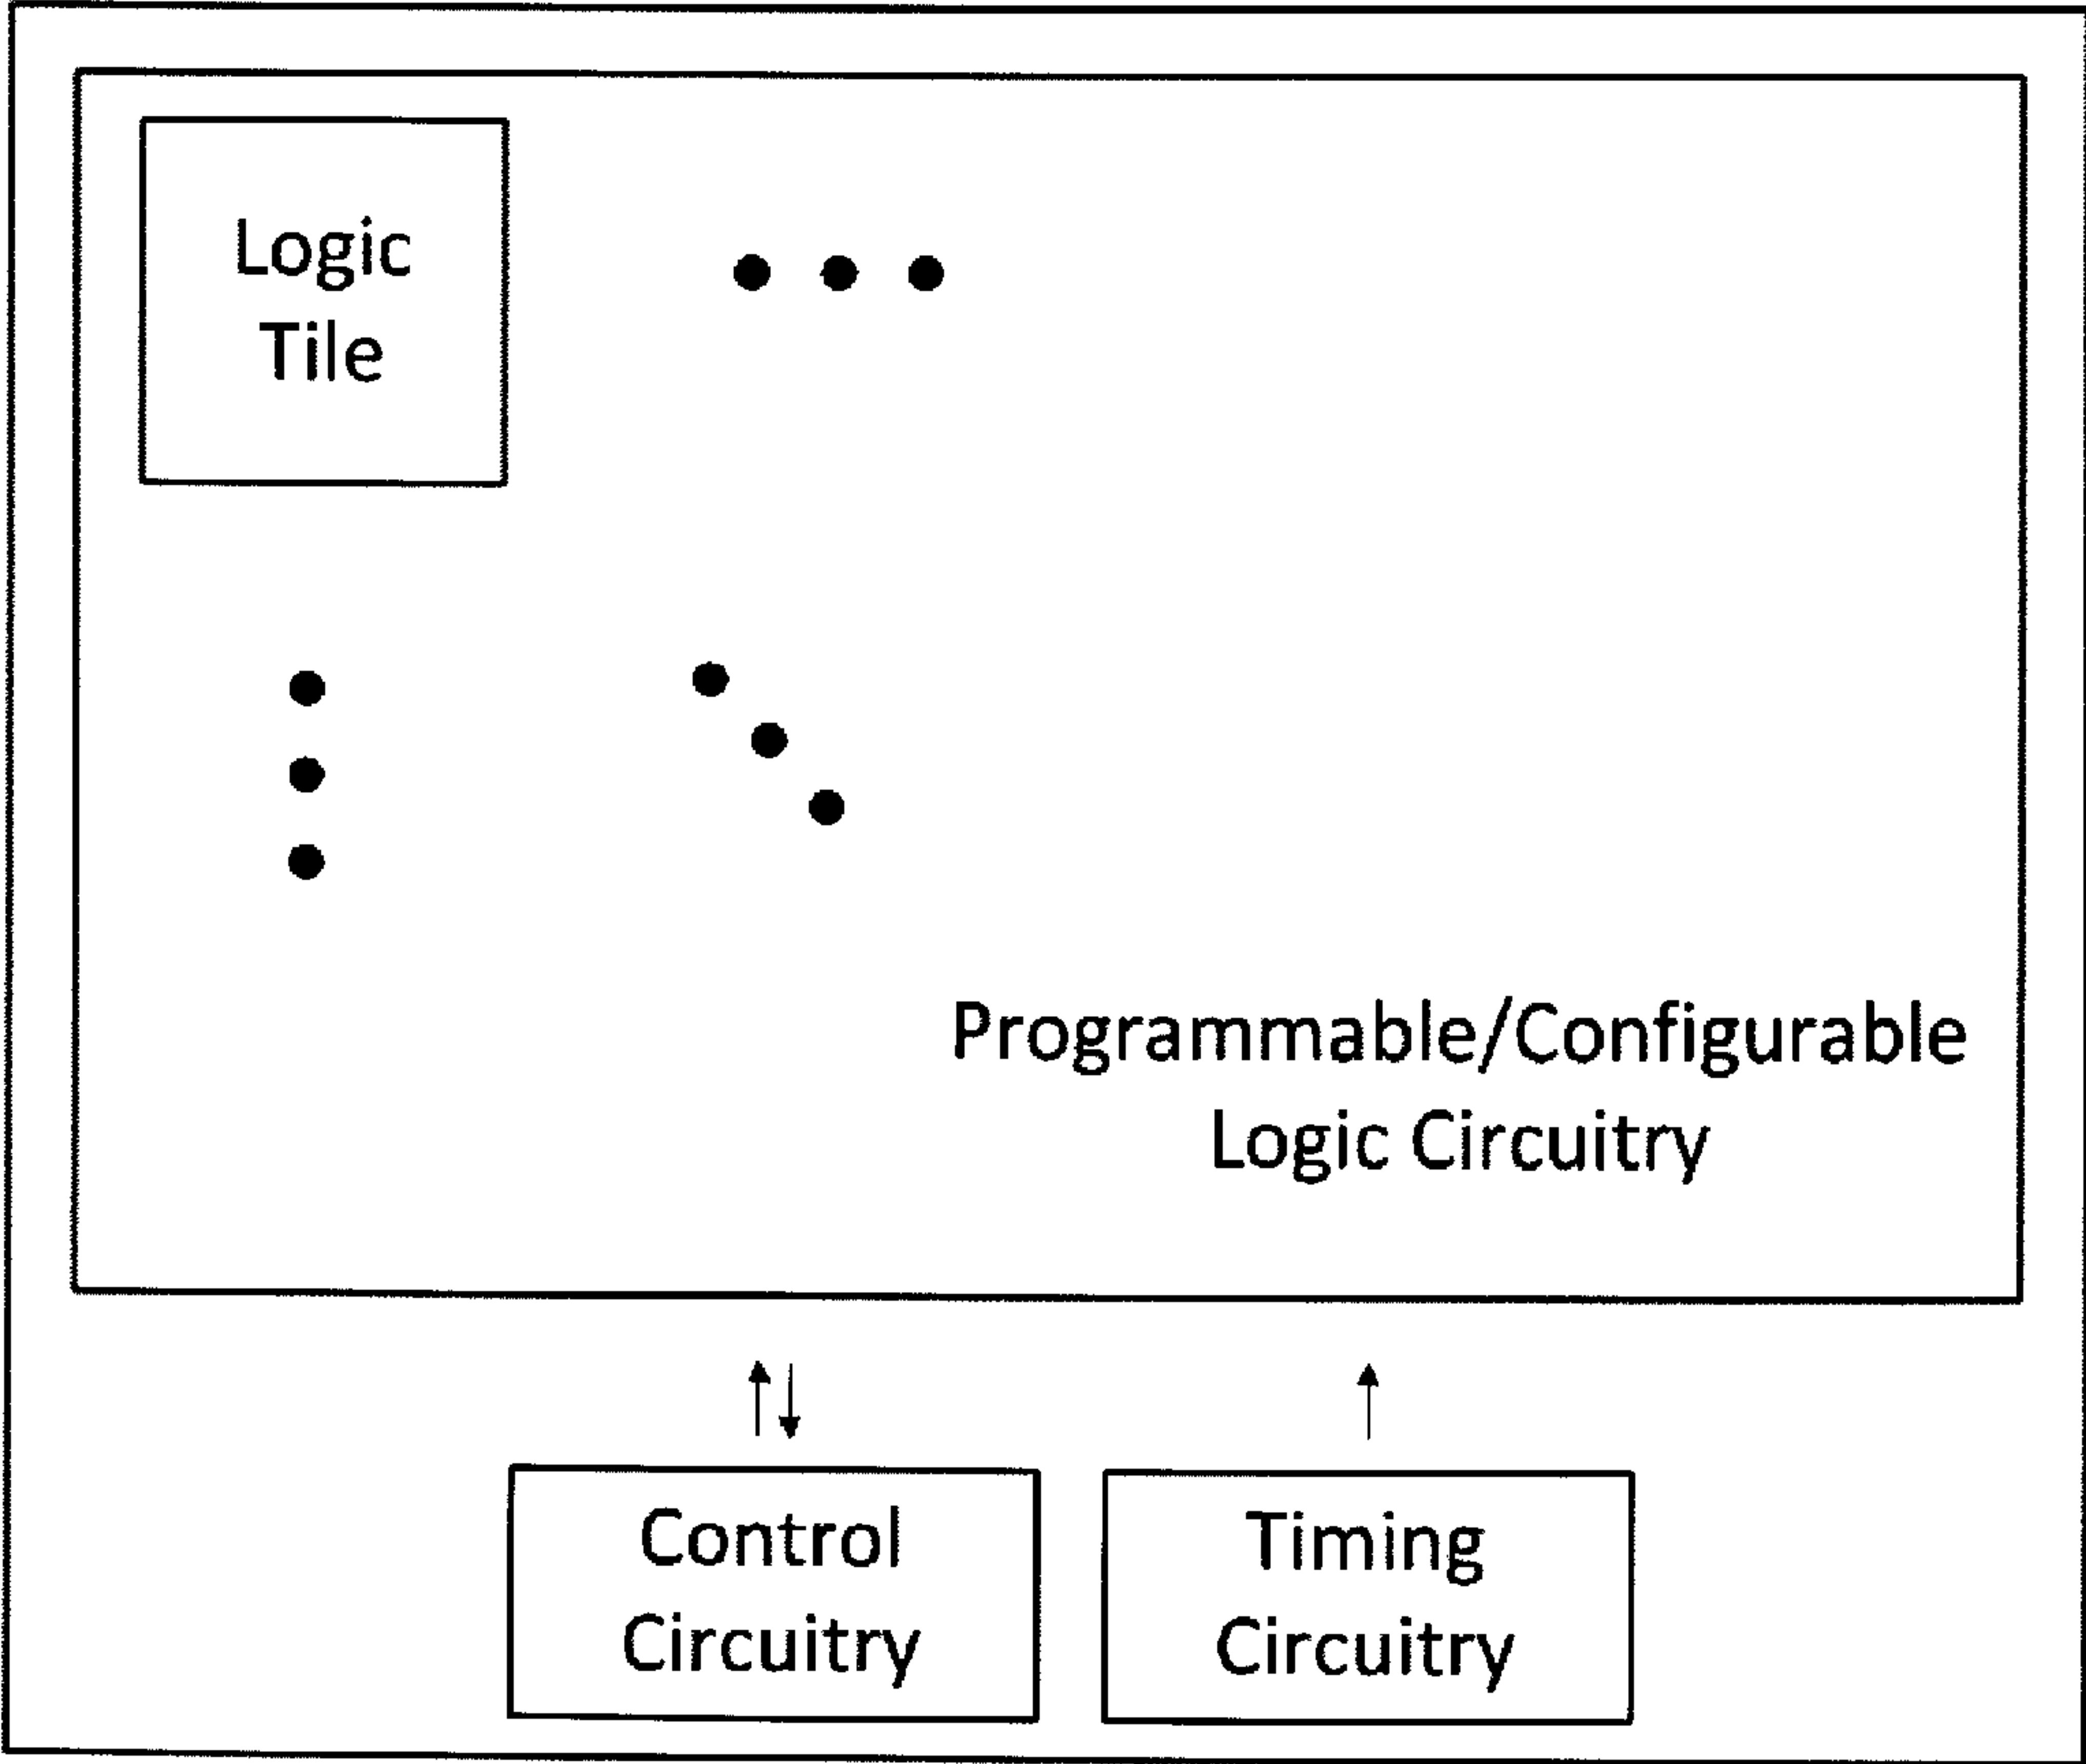 Logic
Tile
Programmable/Configurable
Logic Circuitry
Control
Circuitry
Timing
Circuitry